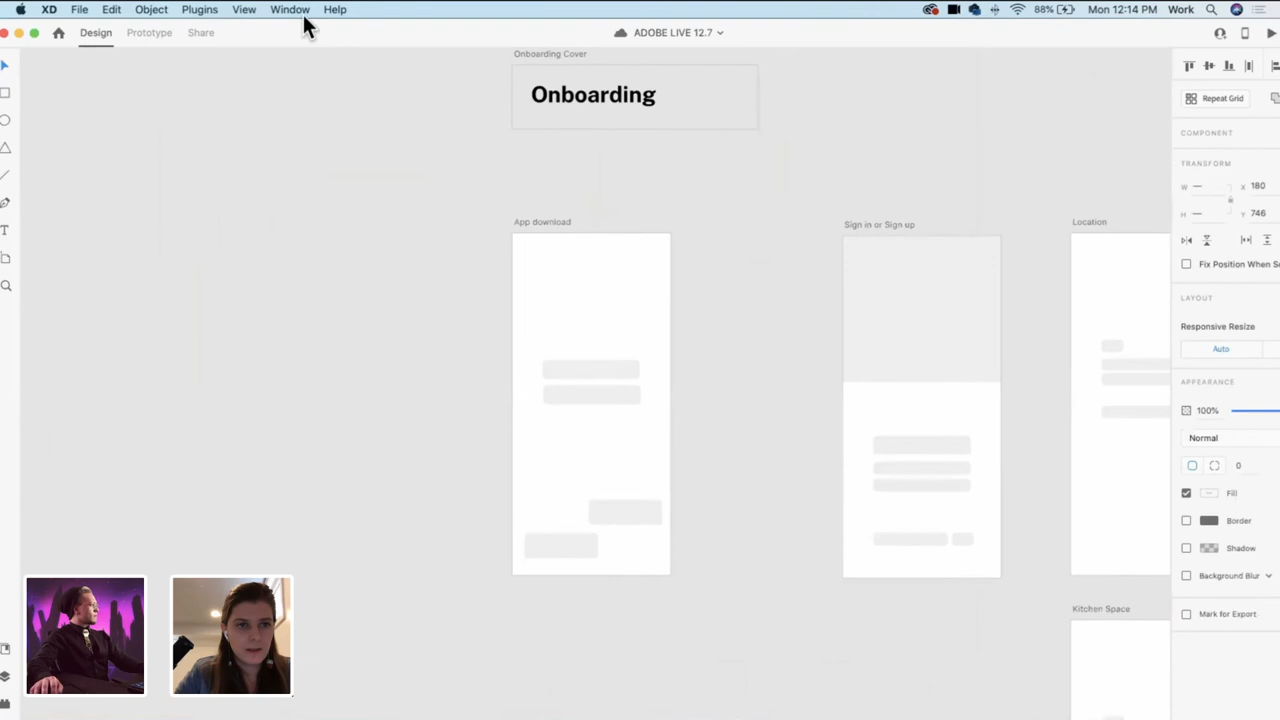 XD File Edit Object Plugins View Window Help 88% Mon 12:14 PM Work
Design Prototype Share ADOBE LIVE 12.7
Onboarding Cover
Onboarding
Repeat Grid
COMPONENT
TRANSFORM
W — X 180
H — Y 746
Fix Position When S
LAYOUT
Responsive Resize
Auto
APPEARANCE
100%
Normal
0
Fill
Border
Shadow
Background Blur
Mark for Export
App download
Sign in or Sign up
Location
Kitchen Space